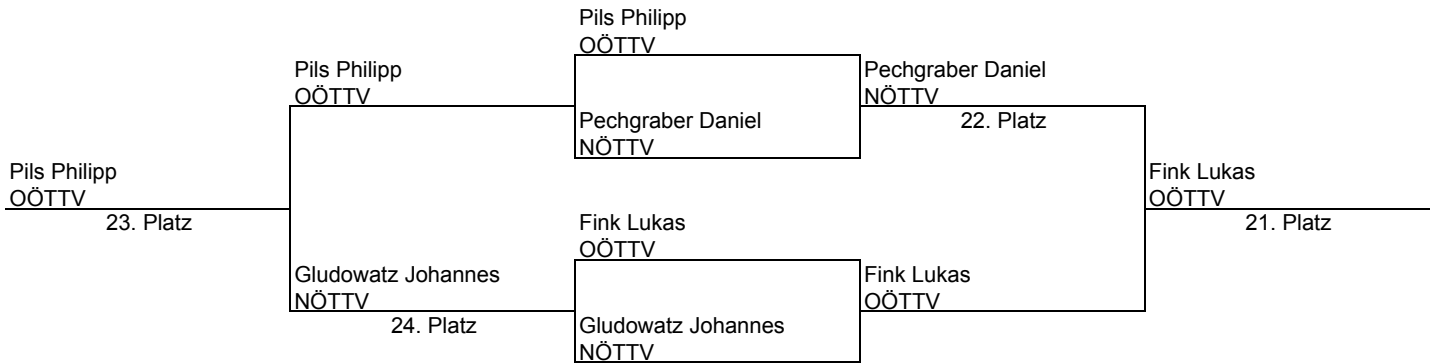 Pils Philipp
OÖTTV
Pils Philipp
OÖTTV
Pechgraber Daniel
NÖTTV
22. Platz
Pechgraber Daniel
NÖTTV
Pils Philipp
OÖTTV
23. Platz
Fink Lukas
OÖTTV
21. Platz
Fink Lukas
OÖTTV
Gludowatz Johannes
NÖTTV
24. Platz
Fink Lukas
OÖTTV
Gludowatz Johannes
NÖTTV